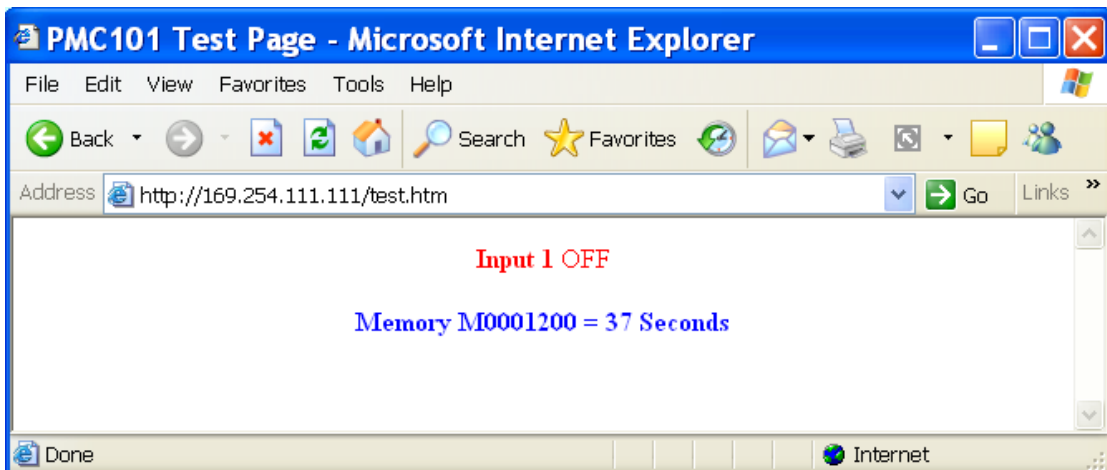 PMC101 Test Page - Microsoft Internet Explorer
File Edit View Favorites Tools Help
Back Search Favorites
Address http://169.254.111.111/test.htm Go Links »
Input 1 OFF
Memory M0001200 = 37 Seconds
Done Internet